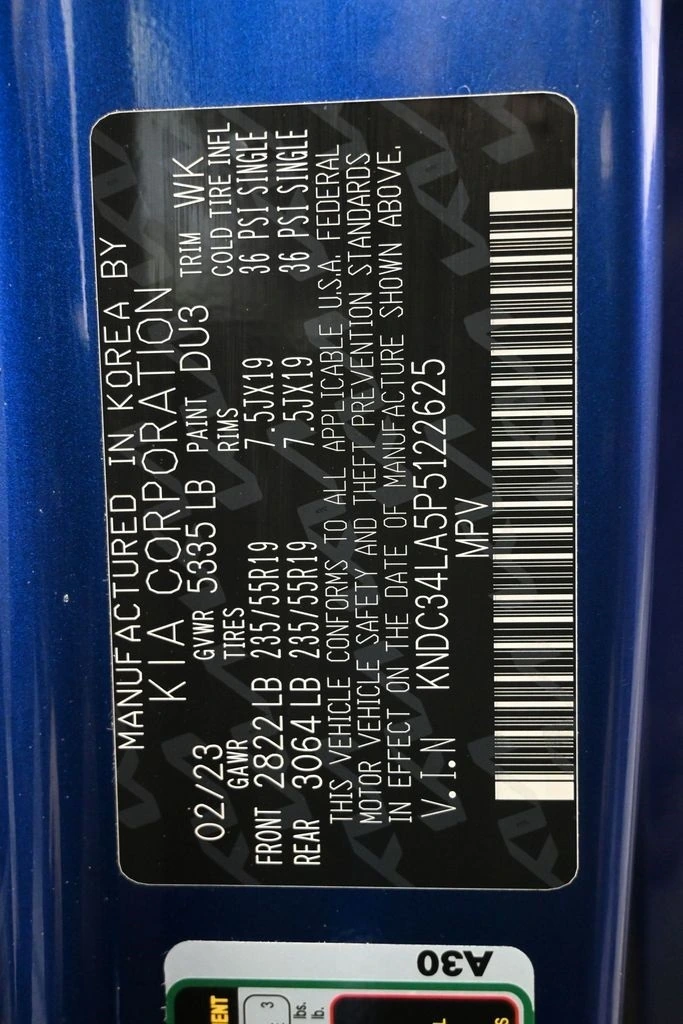 MANUFACTURED IN KOREA BY
KIA CORPORATION
02/23 GVWR 5335 LB PAINT DU3 TRIM WK
GAWR TIRES RIMS COLD TIRE INFL
FRONT 2822 LB 235/55R19 7.5JX19 36 PSI SINGLE
REAR 3064 LB 235/55R19 7.5JX19 36 PSI SINGLE
THIS VEHICLE CONFORMS TO ALL APPLICABLE U.S.A. FEDERAL
MOTOR VEHICLE SAFETY AND THEFT PREVENTION STANDARDS
IN EFFECT ON THE DATE OF MANUFACTURE SHOWN ABOVE.
V.I.N KNDC34LA5P5122625
MPV
A30
3
lbs.
lb.